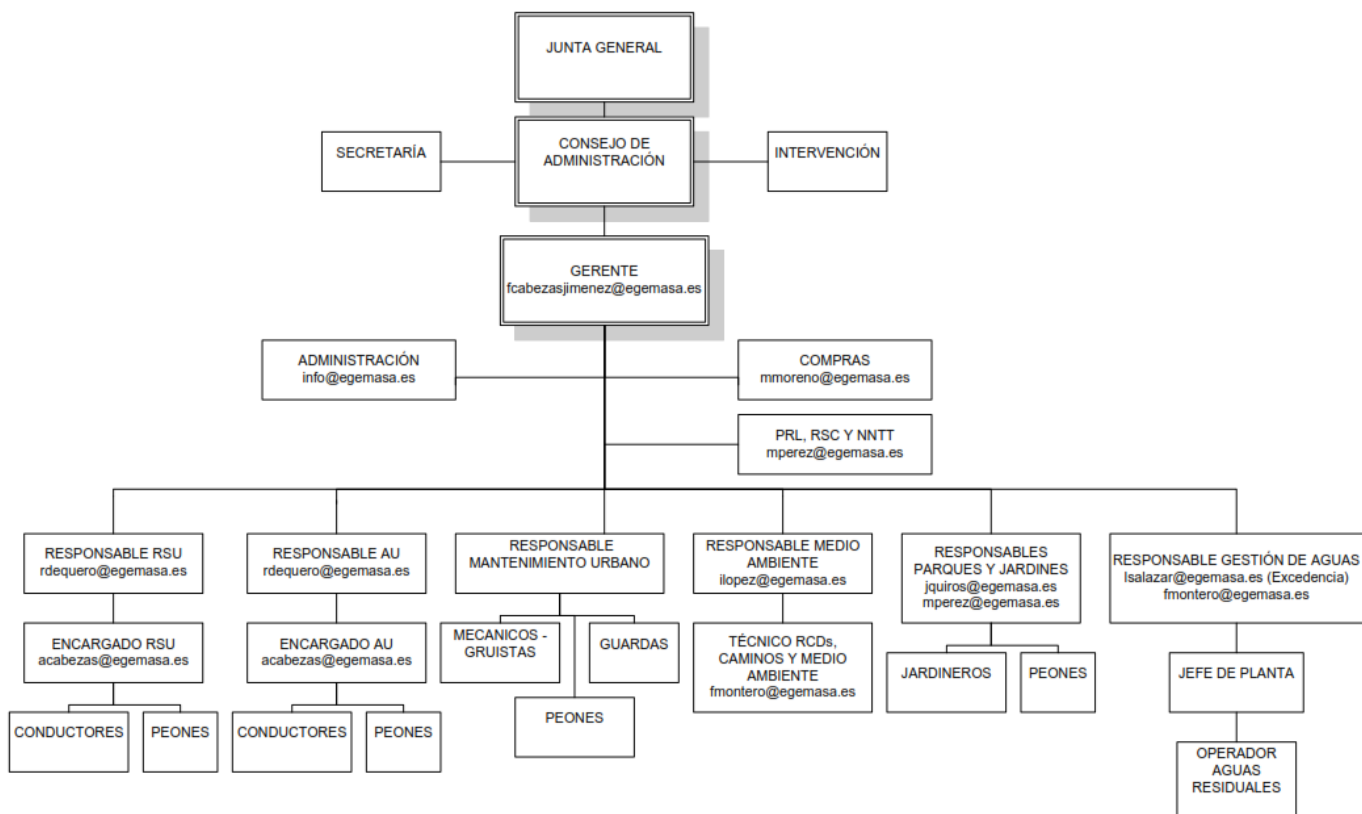 JUNTA GENERAL
SECRETARÍA
CONSEJO DE
ADMINISTRACIÓN
INTERVENCIÓN
GERENTE
fcabezasjimenez@egemasa.es
ADMINISTRACIÓN
info@egemasa.es
COMPRAS
mmoreno@egemasa.es
PRL, RSC Y NNTT
mperez@egemasa.es
RESPONSABLE RSU
rdequero@egemasa.es
RESPONSABLE AU
rdequero@egemasa.es
RESPONSABLE
MANTENIMIENTO URBANO
RESPONSABLE MEDIO
AMBIENTE
ilopez@egemasa.es
RESPONSABLES
PARQUES Y JARDINES
jquiros@egemasa.es
mperez@egemasa.es
RESPONSABLE GESTIÓN DE AGUAS
lsalazar@egemasa.es (Excedencia)
fmontero@egemasa.es
ENCARGADO RSU
acabezas@egemasa.es
ENCARGADO AU
acabezas@egemasa.es
MECANICOS -
GRUISTAS
GUARDAS
TÉCNICO RCDs,
CAMINOS Y MEDIO
AMBIENTE
fmontero@egemasa.es
JARDINEROS
PEONES
JEFE DE PLANTA
CONDUCTORES
PEONES
CONDUCTORES
PEONES
PEONES
OPERADOR
AGUAS
RESIDUALES